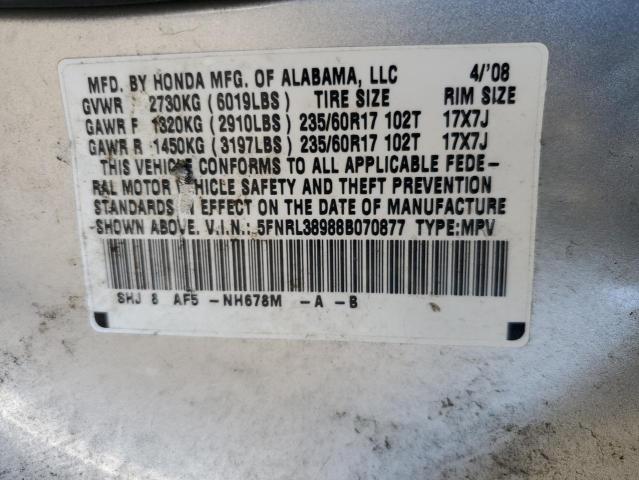 MFD. BY HONDA MFG. OF ALABAMA, LLC 4/'08
GVWR 2730KG (6019LBS) TIRE SIZE RIM SIZE
GAWR F 1320KG (2910LBS) 235/60R17 102T 17X7J
GAWR R 1450KG (3197LBS) 235/60R17 102T 17X7J
THIS VEHICLE CONFORMS TO ALL APPLICABLE FEDE-
RAL MOTOR VEHICLE SAFETY AND THEFT PREVENTION
STANDARDS IN EFFECT ON THE DATE OF MANUFACTURE
SHOWN ABOVE. V.I.N.: 5FNRL38988B070877 TYPE:MPV
SHJ 8 AF5 -NH678M -A -B